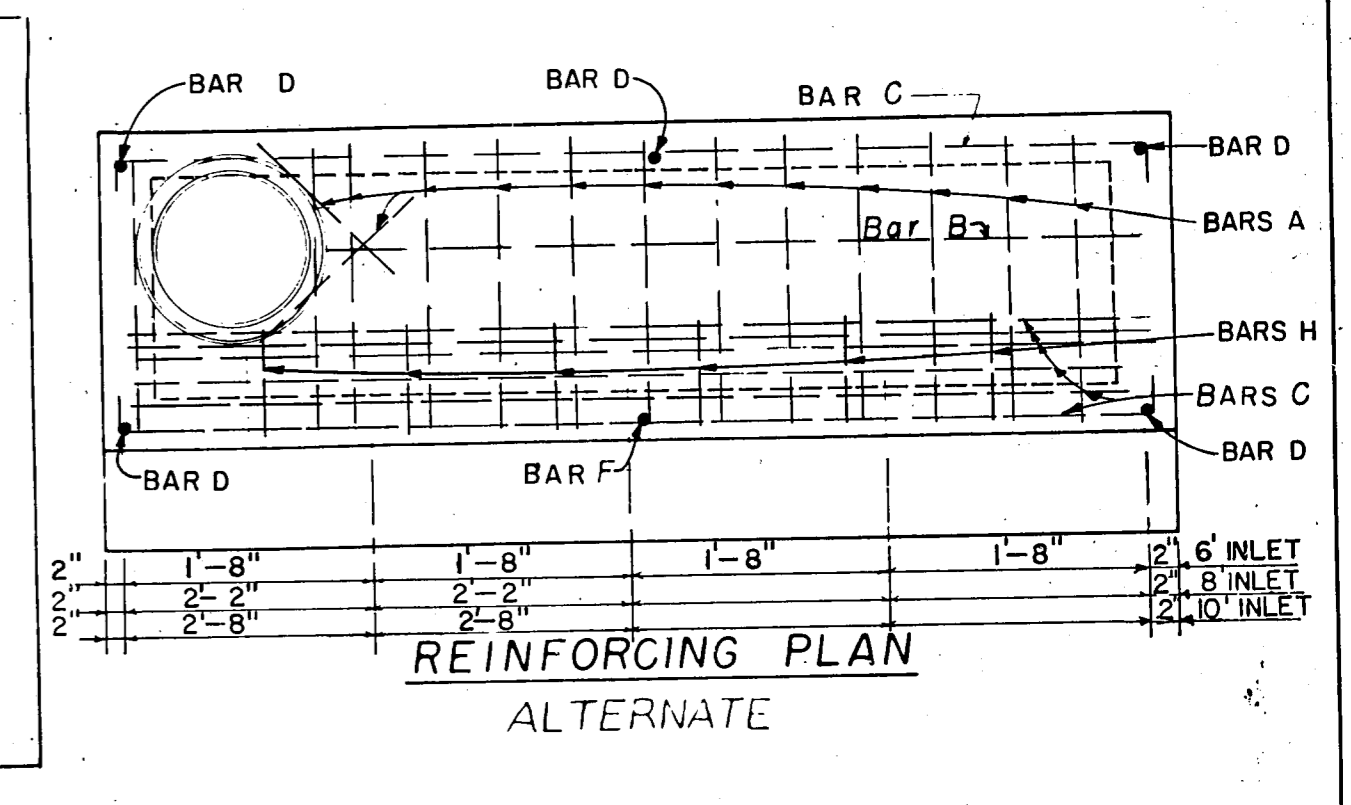 BAR D
BAR D
BAR C
BAR D
BARS A
Bar B
BARS H
BARS C
BAR D
BAR F
BAR D
2" 1'-8" 1'-8" 1'-8" 1'-8" 2" 6' INLET
2" 2'-2" 2'-2" 2" 8' INLET
2" 2'-8" 2'-8" 2" 10' INLET
REINFORCING PLAN
ALTERNATE